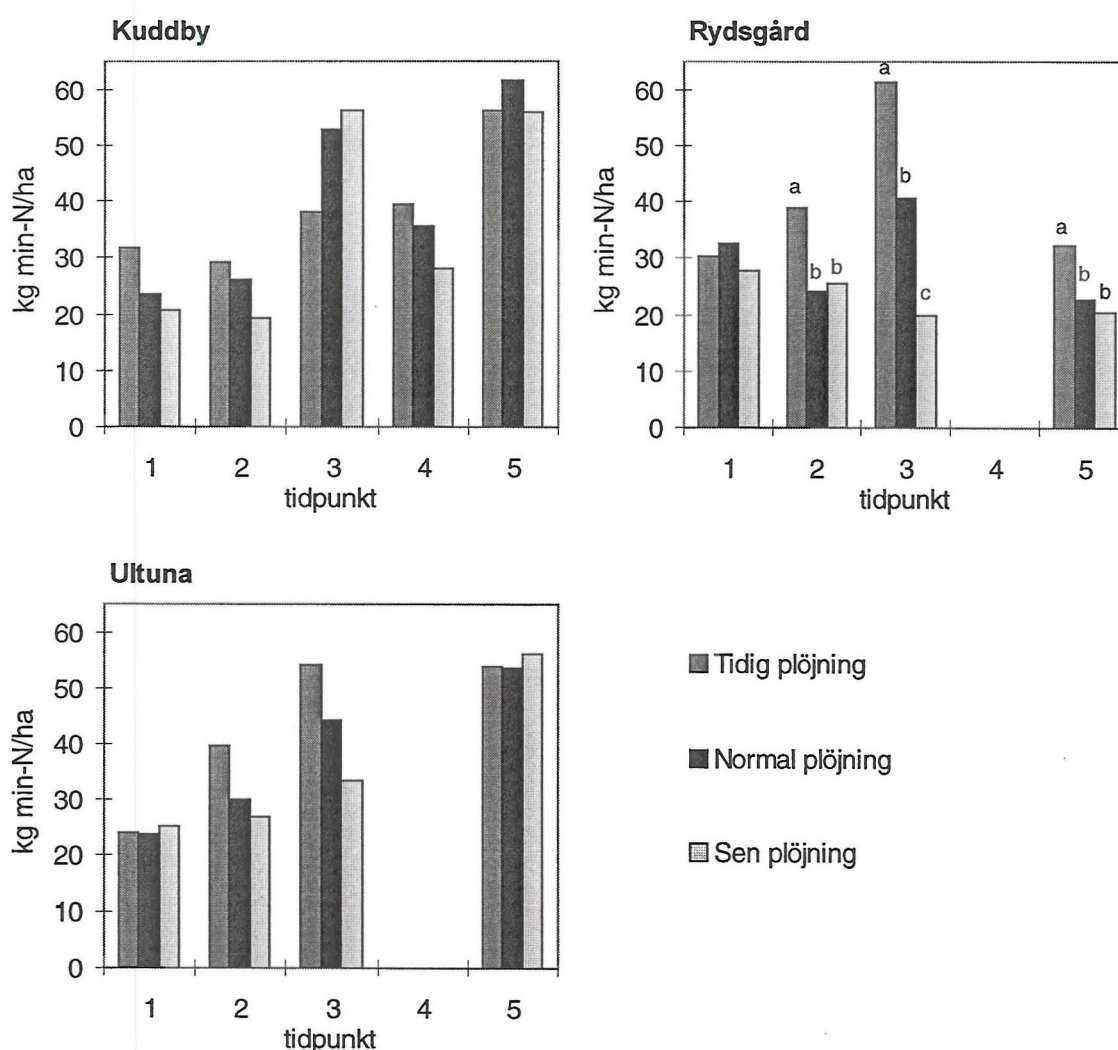 Kuddby
kg min-N/ha
60
50
40
30
20
10
0
1 2 3 4 5
tidpunkt
Rydsgård
kg min-N/ha
60
50
40
30
20
10
0
a
b b
a
b
c
a
b
b
1 2 3 4 5
tidpunkt
Ultuna
kg min-N/ha
60
50
40
30
20
10
0
1 2 3 4 5
tidpunkt
Tidig plöjning
Normal plöjning
Sen plöjning